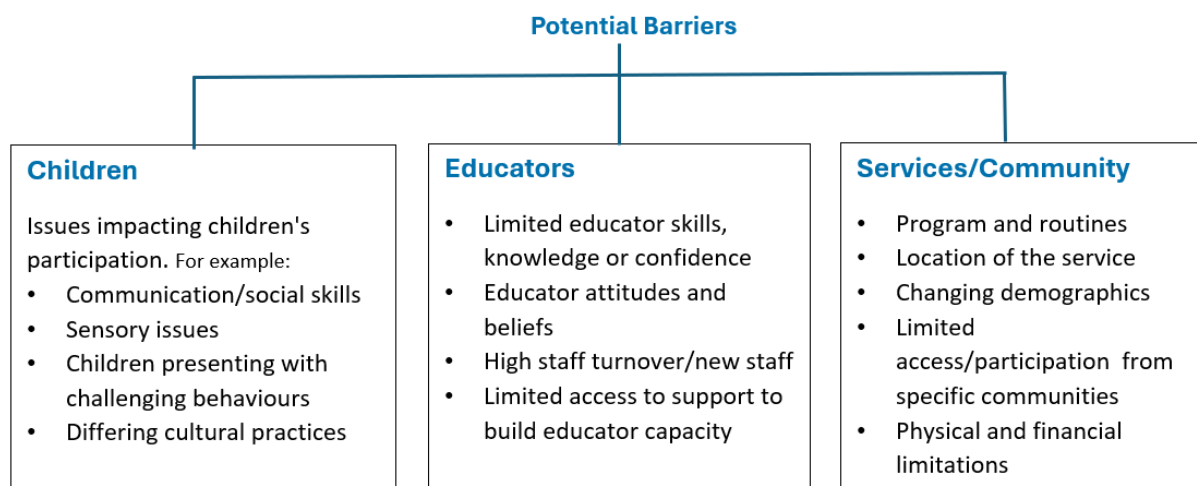 Potential Barriers
Children
Issues impacting children's
participation. For example:
• Communication/social skills
• Sensory issues
• Children presenting with
challenging behaviours
• Differing cultural practices
Educators
• Limited educator skills,
knowledge or confidence
• Educator attitudes and
beliefs
• High staff turnover/new staff
• Limited access to support to
build educator capacity
Services/Community
• Program and routines
• Location of the service
• Changing demographics
• Limited
access/participation from
specific communities
• Physical and financial
limitations